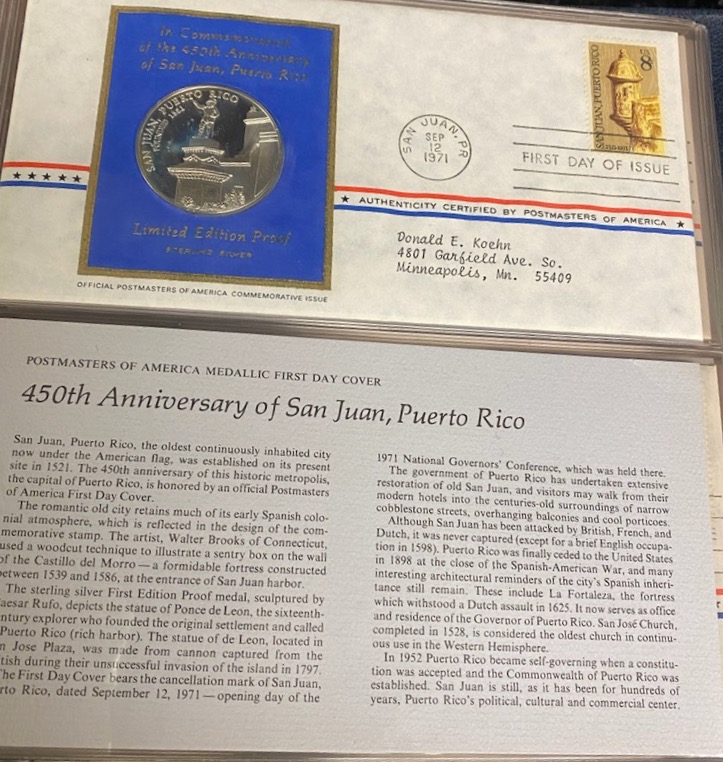 In Commemoration
of the 450th Anniversary
of San Juan, Puerto Rico
SAN JUAN, PUERTO RICO
Limited Edition Proof
STERLING SILVER
OFFICIAL POSTMASTERS OF AMERICA COMMEMORATIVE ISSUE
SAN JUAN, PR
SEP
12
1971
SAN JUAN, PUERTO RICO
US
8c
FIRST DAY OF ISSUE
★ AUTHENTICITY CERTIFIED BY POSTMASTERS OF AMERICA ★
Donald E. Koehn
4801 Garfield Ave. So.
Minneapolis, Mn. 55409
POSTMASTERS OF AMERICA MEDALLIC FIRST DAY COVER
450th Anniversary of San Juan, Puerto Rico
San Juan, Puerto Rico, the oldest continuously inhabited city
now under the American flag, was established on its present
site in 1521. The 450th anniversary of this historic metropolis,
the capital of Puerto Rico, is honored by an official Postmasters
of America First Day Cover.
The romantic old city retains much of its early Spanish colo-
nial atmosphere, which is reflected in the design of the com-
memorative stamp. The artist, Walter Brooks of Connecticut,
used a woodcut technique to illustrate a sentry box on the wall
of the Castillo del Morro — a formidable fortress constructed
between 1539 and 1586, at the entrance of San Juan harbor.
The sterling silver First Edition Proof medal, sculptured by
aesar Rufo, depicts the statue of Ponce de Leon, the sixteenth-
ntury explorer who founded the original settlement and called
Puerto Rico (rich harbor). The statue of de Leon, located in
n Jose Plaza, was made from cannon captured from the
tish during their unsuccessful invasion of the island in 1797.
The First Day Cover bears the cancellation mark of San Juan,
rto Rico, dated September 12, 1971 — opening day of the
1971 National Governors' Conference, which was held there.
The government of Puerto Rico has undertaken extensive
restoration of old San Juan, and visitors may walk from their
modern hotels into the centuries-old surroundings of narrow
cobblestone streets, overhanging balconies and cool porticoes.
Although San Juan has been attacked by British, French, and
Dutch, it was never captured (except for a brief English occupa-
tion in 1598). Puerto Rico was finally ceded to the United States
in 1898 at the close of the Spanish-American War, and many
interesting architectural reminders of the city's Spanish inheri-
tance still remain. These include La Fortaleza, the fortress
which withstood a Dutch assault in 1625. It now serves as office
and residence of the Governor of Puerto Rico. San José Church,
completed in 1528, is considered the oldest church in continu-
ous use in the Western Hemisphere.
In 1952 Puerto Rico became self-governing when a constitu-
tion was accepted and the Commonwealth of Puerto Rico was
established. San Juan is still, as it has been for hundreds of
years, Puerto Rico's political, cultural and commercial center.